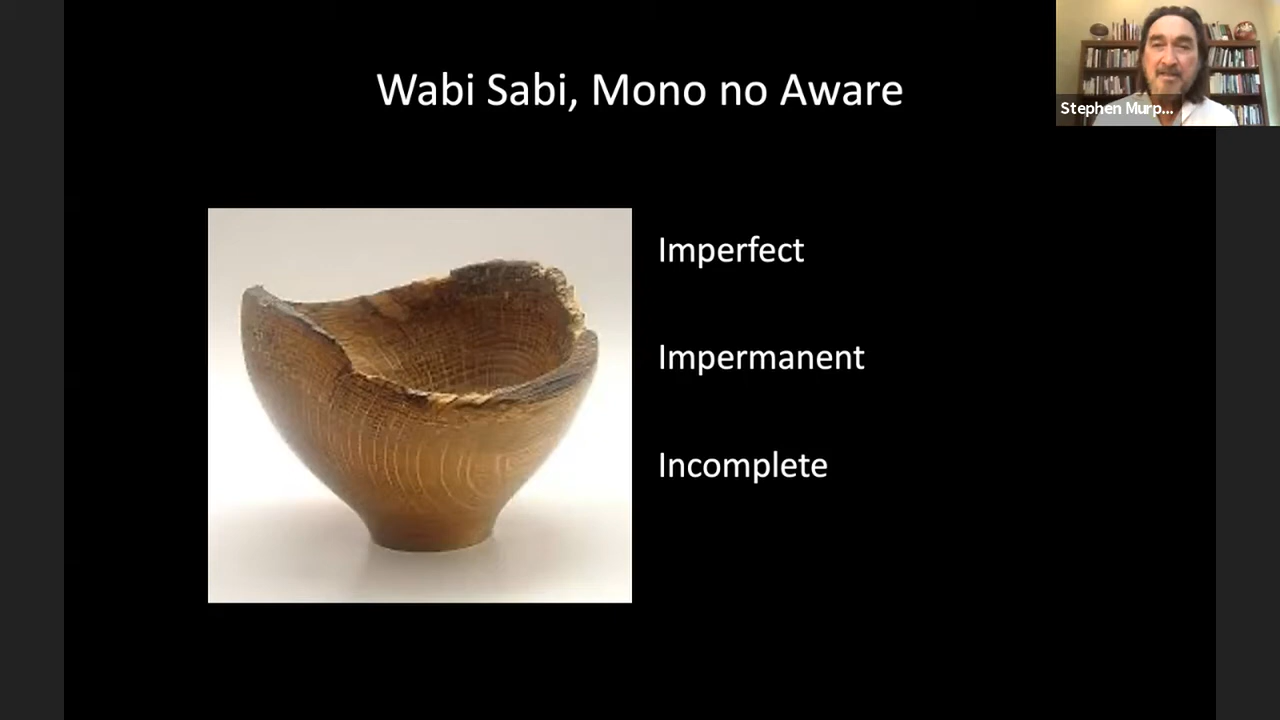 Wabi Sabi, Mono no Aware
Stephen Murp...
Imperfect
Impermanent
Incomplete